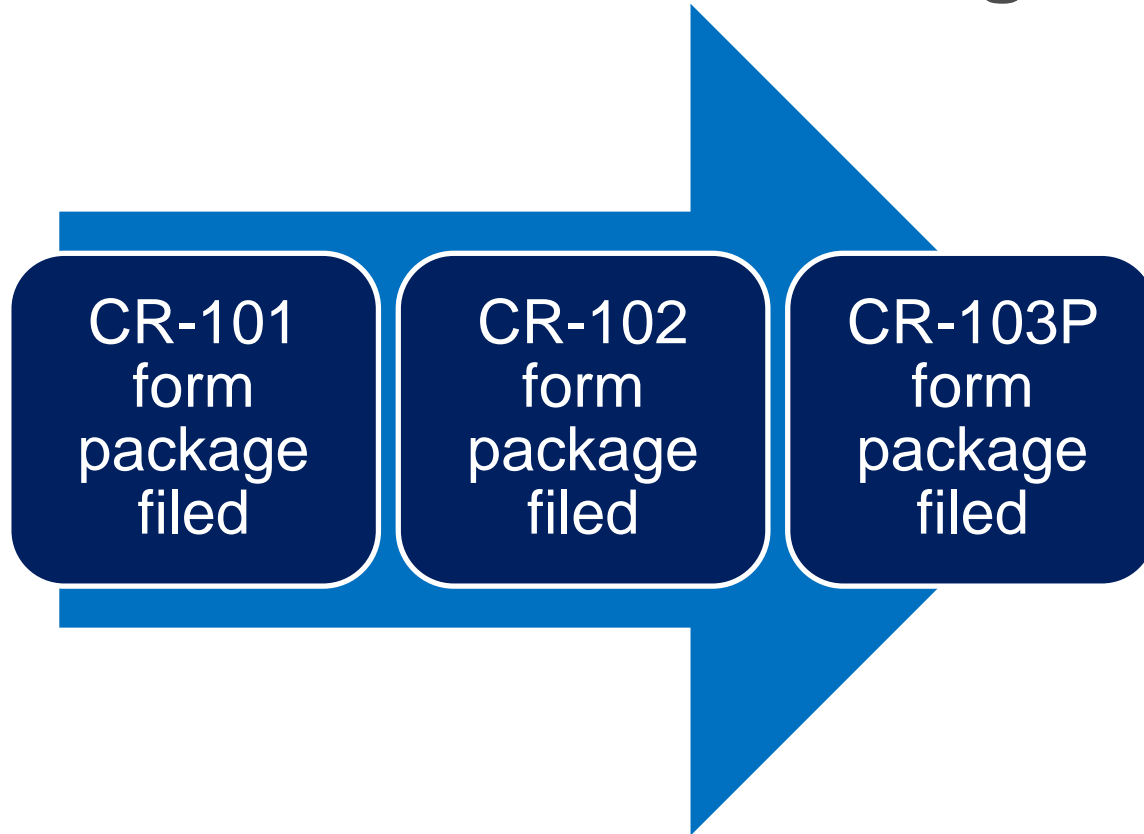 CR-101
form
package
filed
CR-102
form
package
filed
CR-103P
form
package
filed